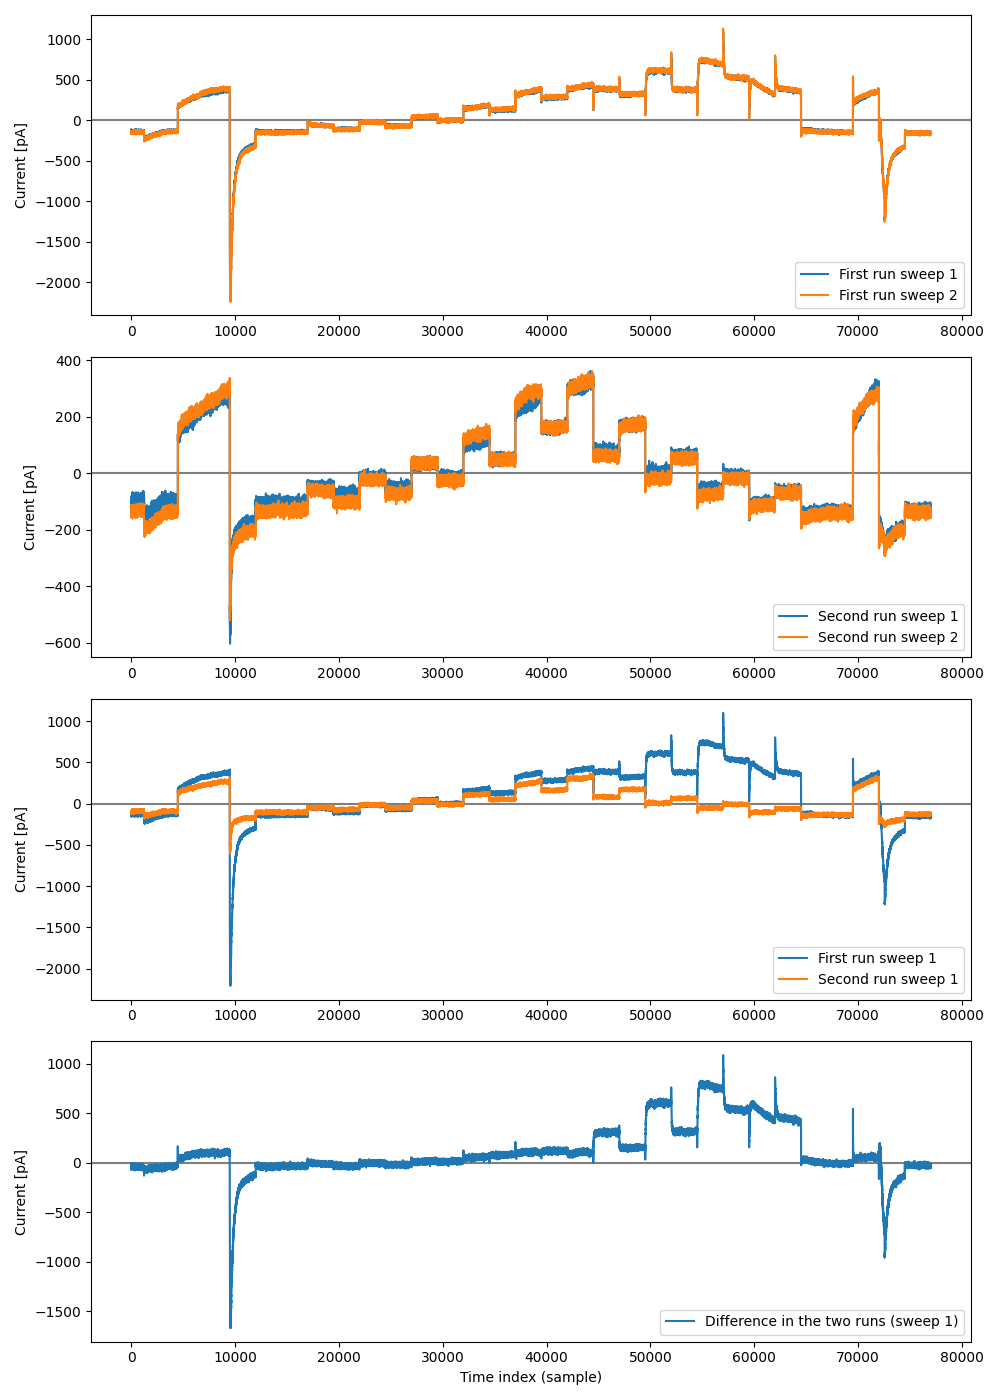 1000
500
0
−500
−1000
−1500
−2000
Current [pA]
First run sweep 1
First run sweep 2
0 10000 20000 30000 40000 50000 60000 70000 80000
400
200
0
−200
−400
−600
Current [pA]
Second run sweep 1
Second run sweep 2
0 10000 20000 30000 40000 50000 60000 70000 80000
1000
500
0
−500
−1000
−1500
−2000
Current [pA]
First run sweep 1
Second run sweep 1
0 10000 20000 30000 40000 50000 60000 70000 80000
1000
500
0
−500
−1000
−1500
Current [pA]
Difference in the two runs (sweep 1)
0 10000 20000 30000 40000 50000 60000 70000 80000
Time index (sample)